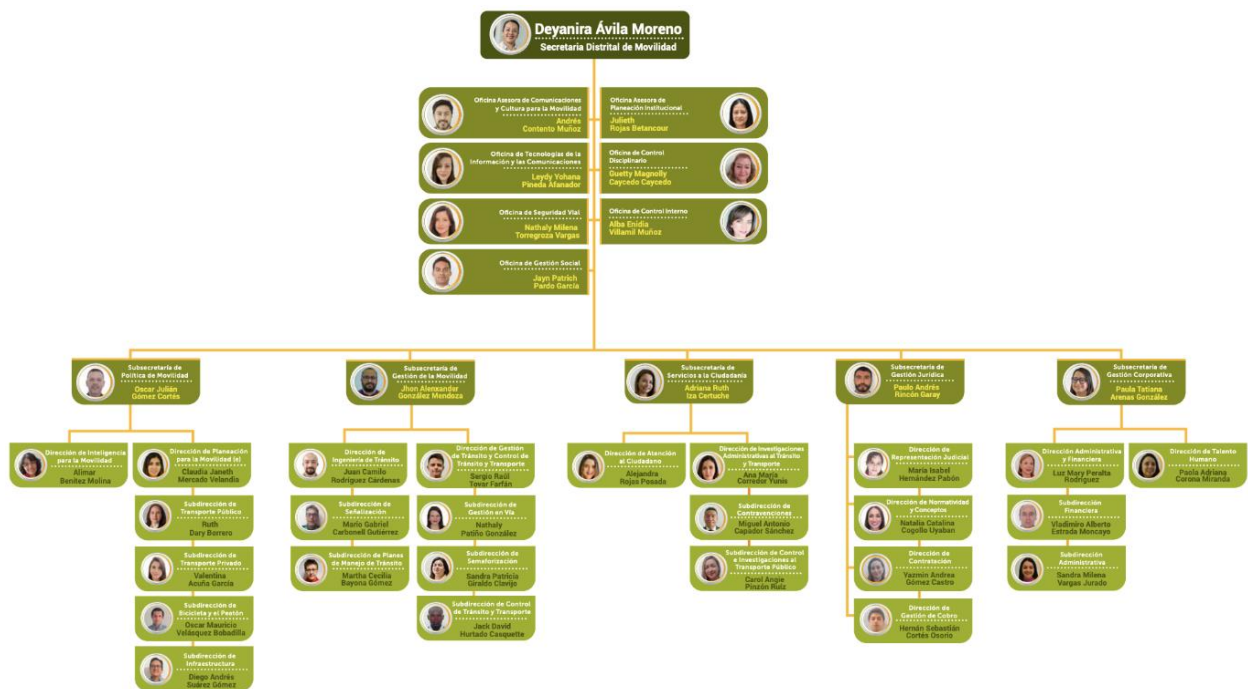 Deyanira Ávila Moreno
Secretaria Distrital de Movilidad
Oficina Asesora de Comunicaciones
y Cultura para la Movilidad
Andrés
Contento Muñoz
Oficina Asesora de
Planeación Institucional
Julieth
Rojas Betancour
Oficina de Tecnologías de la
Información y las Comunicaciones
Leydy Yohana
Pineda Afanador
Oficina de Control
Disciplinario
Guetty Magnolly
Caycedo Caycedo
Oficina de Seguridad Vial
Nathaly Milena
Torregroza Vargas
Oficina de Control Interno
Alba Enidia
Villamil Muñoz
Oficina de Gestión Social
Jayn Patrich
Pardo García
Subsecretaría de
Política de Movilidad
Oscar Julián
Gómez Cortés
Subsecretaría de
Gestión de la Movilidad
Jhon Alenxander
González Mendoza
Subsecretaría de
Servicios a la Ciudadanía
Adriana Ruth
Iza Certuche
Subsecretaría de
Gestión Jurídica
Paulo Andrés
Rincón Garay
Subsecretaría de
Gestión Corporativa
Paula Tatiana
Arenas González
Dirección de Inteligencia
para la Movilidad
Alimar
Benítez Molina
Dirección de Planeación
para la Movilidad (e)
Claudia Janeth
Mercado Velandia
Subdirección de
Transporte Público
Ruth
Dary Borrero
Subdirección de
Transporte Privado
Valentina
Acuña García
Subdirección de
Bicicleta y el Peatón
Oscar Mauricio
Velásquez Bobadilla
Subdirección de
Infraestructura
Diego Andrés
Suárez Gómez
Dirección de
Ingeniería de Tránsito
Juan Camilo
Rodríguez Cárdenas
Subdirección de
Señalización
Mario Gabriel
Carbonell Gutiérrez
Subdirección de Planes
de Manejo de Tránsito
Martha Cecilia
Bayona Gómez
Dirección de Gestión
de Tránsito y Control de
Tránsito y Transporte
Sergio Raúl
Tovar Farfán
Subdirección de
Gestión en Vía
Nathaly
Patiño González
Subdirección de
Semaforización
Sandra Patricia
Giraldo Clavijo
Subdirección de Control
de Tránsito y Transporte
Jack David
Hurtado Casquette
Dirección de Atención
al Ciudadano
Alejandra
Rojas Posada
Dirección de Investigaciones
Administrativas al Tránsito y
Transporte
Ana María
Corredor Yunis
Subdirección de
Contravenciones
Miguel Antonio
Capador Sánchez
Subdirección de Control
a Investigaciones al
Transporte Público
Carol Angie
Pinzón Ruiz
Dirección de
Representación Judicial
María Isabel
Hernández Pabón
Dirección de Normatividad
y Conceptos
Natalia Catalina
Cogollo Uyaban
Dirección de
Contratación
Yazmin Andrea
Gómez Castro
Dirección de
Gestión de Cobro
Hernán Sebastián
Cortés Osorio
Dirección Administrativa
y Financiera
Luz Mary Peralta
Rodríguez
Subdirección
Financiera
Vladimiro Alberto
Estrada Moncayo
Subdirección
Administrativa
Sandra Milena
Vargas Jurado
Dirección de Talento
Humano
Paola Adriana
Corona Miranda